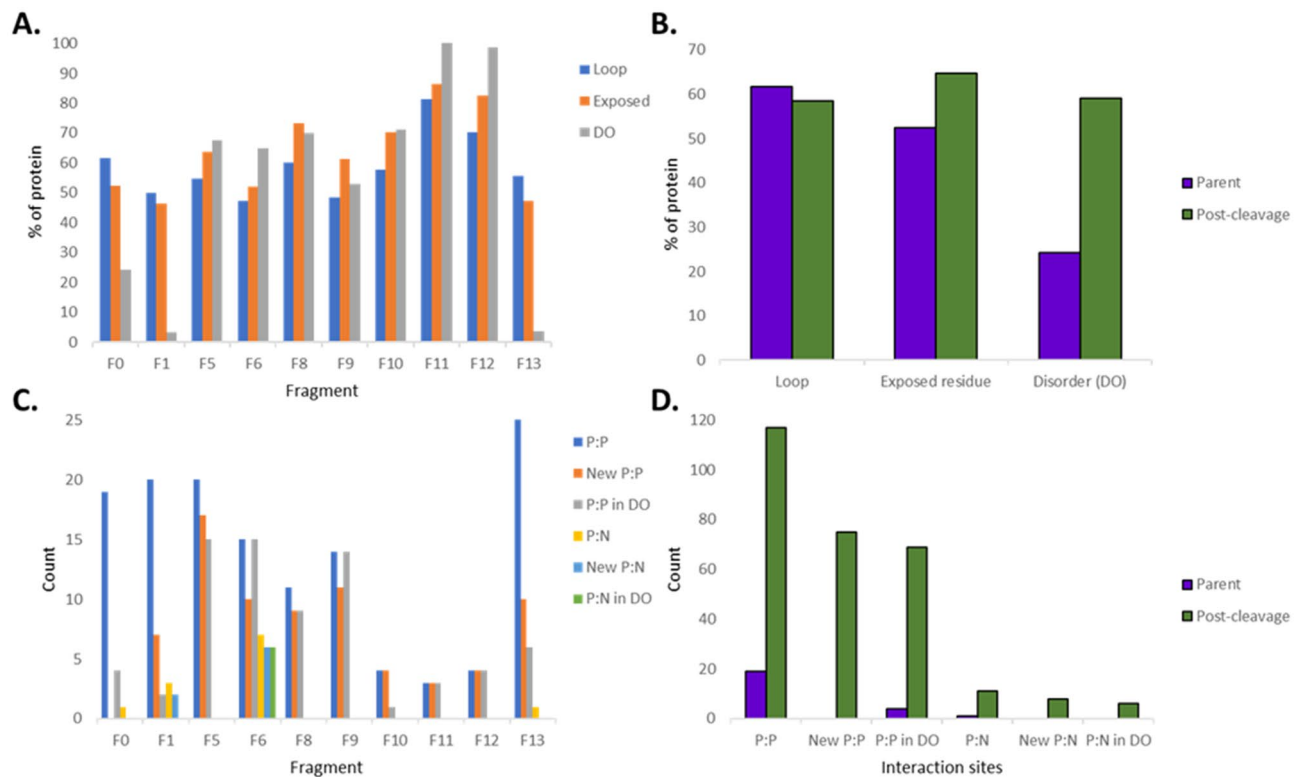 A.
100
90
80
70
60
50
40
30
20
10
0
% of protein
F0 F1 F5 F6 F8 F9 F10 F11 F12 F13
Fragment
Loop
Exposed
DO
B.
70
60
50
40
30
20
10
0
% of protein
Loop Exposed residue Disorder (DO)
Parent
Post-cleavage
C.
25
20
15
10
5
0
Count
F0 F1 F5 F6 F8 F9 F10 F11 F12 F13
Fragment
P:P
New P:P
P:P in DO
P:N
New P:N
P:N in DO
D.
120
100
80
60
40
20
0
Count
P:P New P:P P:P in DO P:N New P:N P:N in DO
Interaction sites
Parent
Post-cleavage